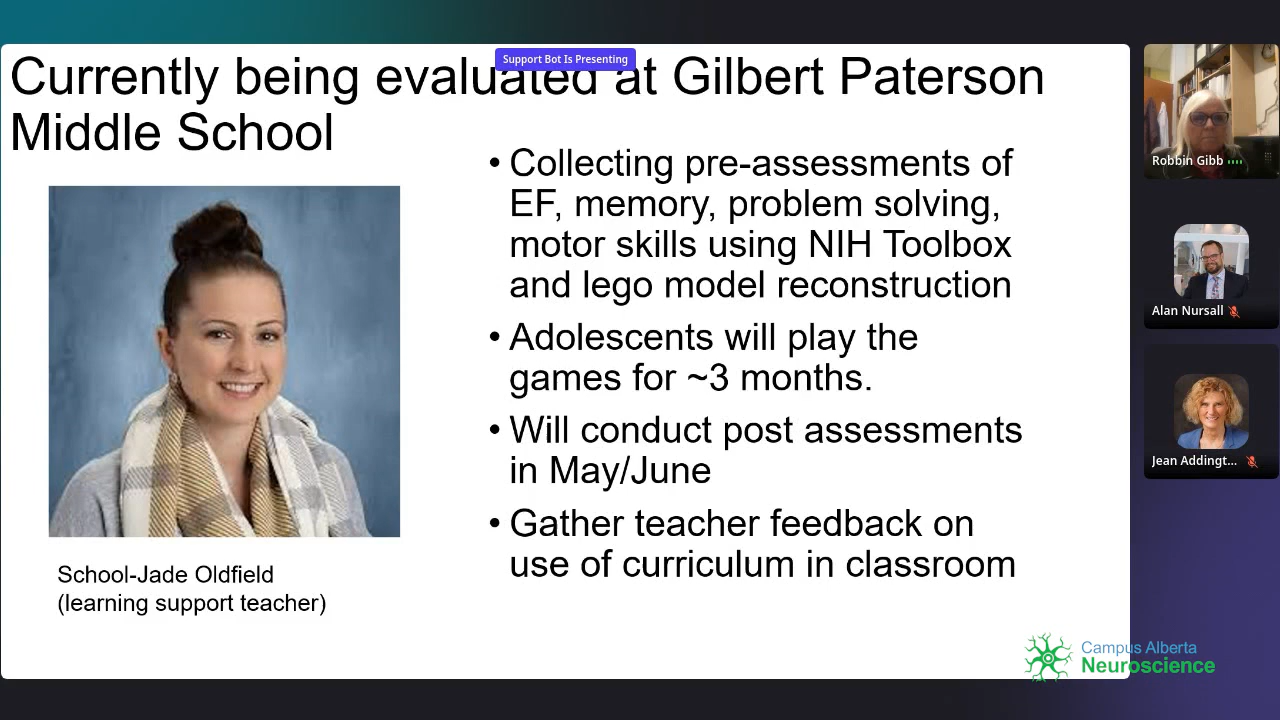 Support Bot Is Presenting
Currently being evaluated at Gilbert Paterson
Middle School
• Collecting pre-assessments of
EF, memory, problem solving,
motor skills using NIH Toolbox
and lego model reconstruction
• Adolescents will play the
games for ~3 months.
• Will conduct post assessments
in May/June
• Gather teacher feedback on
use of curriculum in classroom
School-Jade Oldfield
(learning support teacher)
Robbin Gibb
Alan Nursall
Jean Addingt...
Campus Alberta
Neuroscience